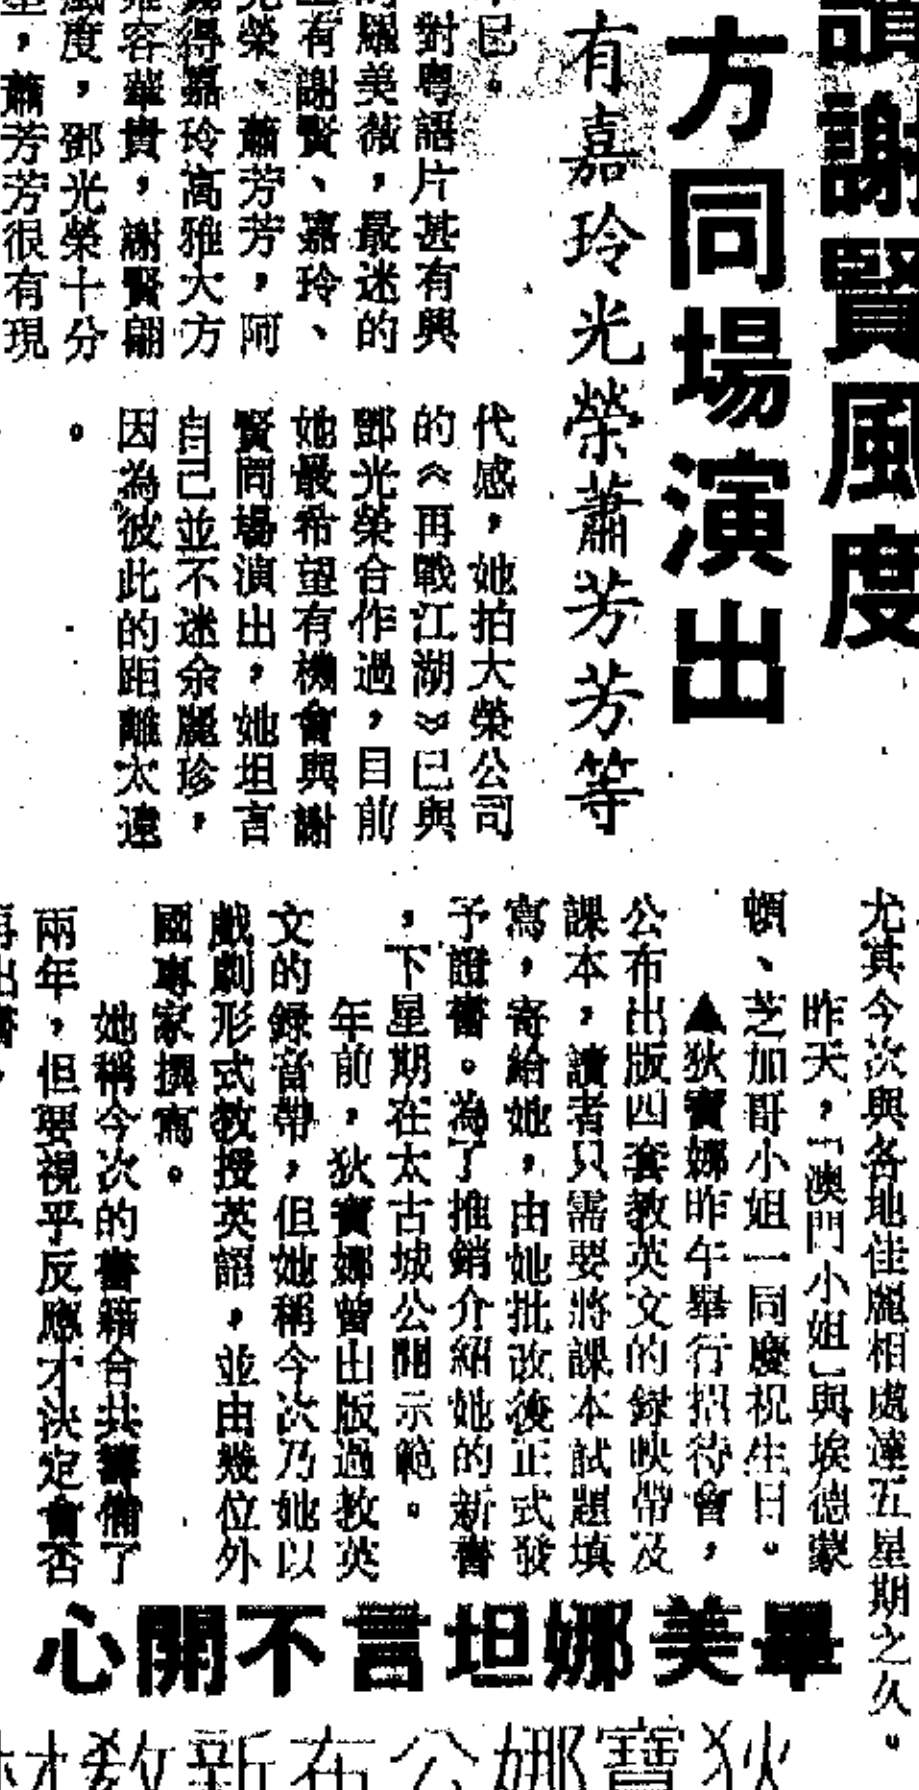 謝賢風度
方同場演出
有嘉玲光榮蕭芳芳等
對粵語片甚有興
羅美薇，最迷的
有謝賢、嘉玲、
光榮、蕭芳芳，阿
得嘉玲高雅大方
雍容華貴，謝賢翩
風度，鄧光榮十分
，蕭芳芳很有現
代感，她拍大榮公司
的《再戰江湖》已與
鄧光榮合作過，目前
她最希望有機會與謝
賢同場演出，她坦言
自己並不迷余麗珍，
因為彼此的距離太遠
。
尤其今次與各地佳麗相處達五星期之久。
昨天，「澳門小姐」與埃德蒙
頓、芝加哥小姐一同慶祝生日。
▲狄寶娜昨午舉行招待會，
公布出版四套教英文的錄映帶及
課本，讀者只需要將課本試題填
寫，寄給她，由她批改後正式發
予證書。為了推銷介紹她的新書
，下星期在太古城公開示範。
年前，狄寶娜曾出版過教英
文的錄音帶，但她稱今次乃她以
戲劇形式教授英語，並由幾位外
國專家撰寫。
她稱今次的書籍合共籌備了
兩年，但要視乎反應才決定會否
再出書，
畢美娜坦言不開心
狄寶娜公布新教材